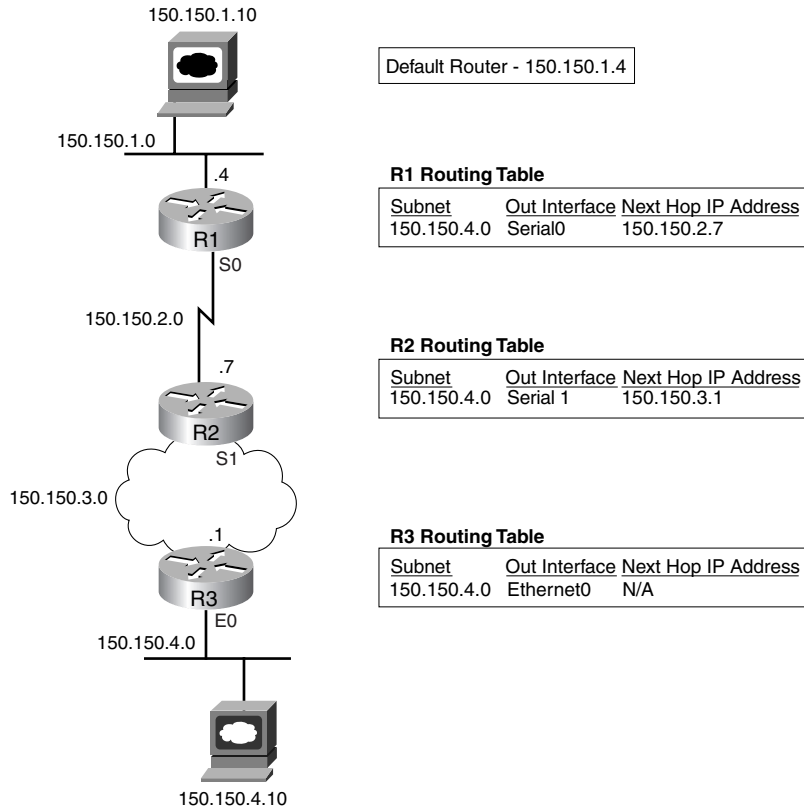 150.150.1.10
Default Router - 150.150.1.4
150.150.1.0
.4
R1
S0
R1 Routing Table
Subnet Out Interface Next Hop IP Address
150.150.4.0 Serial0 150.150.2.7
150.150.2.0
.7
R2
S1
R2 Routing Table
Subnet Out Interface Next Hop IP Address
150.150.4.0 Serial 1 150.150.3.1
150.150.3.0
.1
R3
E0
R3 Routing Table
Subnet Out Interface Next Hop IP Address
150.150.4.0 Ethernet0 N/A
150.150.4.0
150.150.4.10